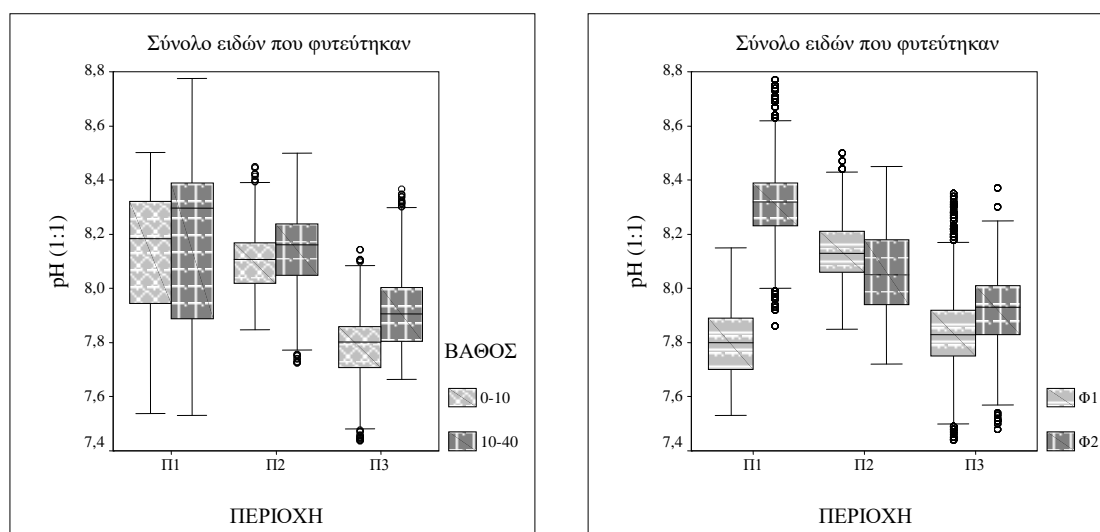 Σύνολο ειδών που φυτεύτηκαν
8,8
8,6
8,4
8,2
8,0
7,8
7,6
7,4
pH (1:1)
Π1
Π2
Π3
ΠΕΡΙΟΧΗ
ΒΑΘΟΣ
0-10
10-40
Σύνολο ειδών που φυτεύτηκαν
8,8
8,6
8,4
8,2
8,0
7,8
7,6
7,4
pH (1:1)
Π1
Π2
Π3
ΠΕΡΙΟΧΗ
Φ1
Φ2